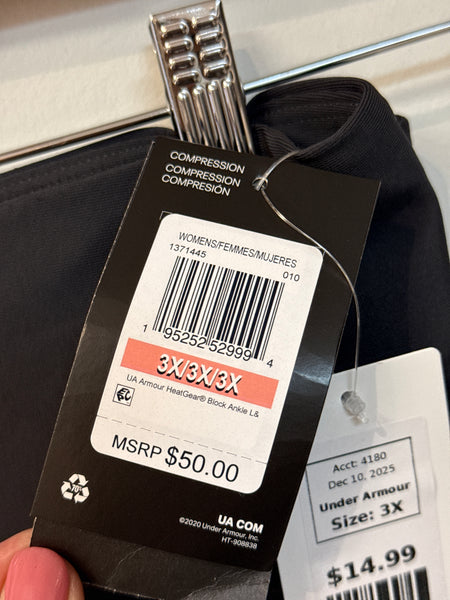 COMPRESSION
COMPRESSION
COMPRESIÓN
WOMENS/FEMMES/MUJERES
1371445 010
1 95252 52999 4
3X/3X/3X
UA Armour HeatGear® Block Ankle L&
MSRP $50.00
70%
UA COM
©2020 Under Armour, Inc.
HT-908838
Acct: 4180
Dec 10, 2025
Under Armour
Size: 3X
$14.99